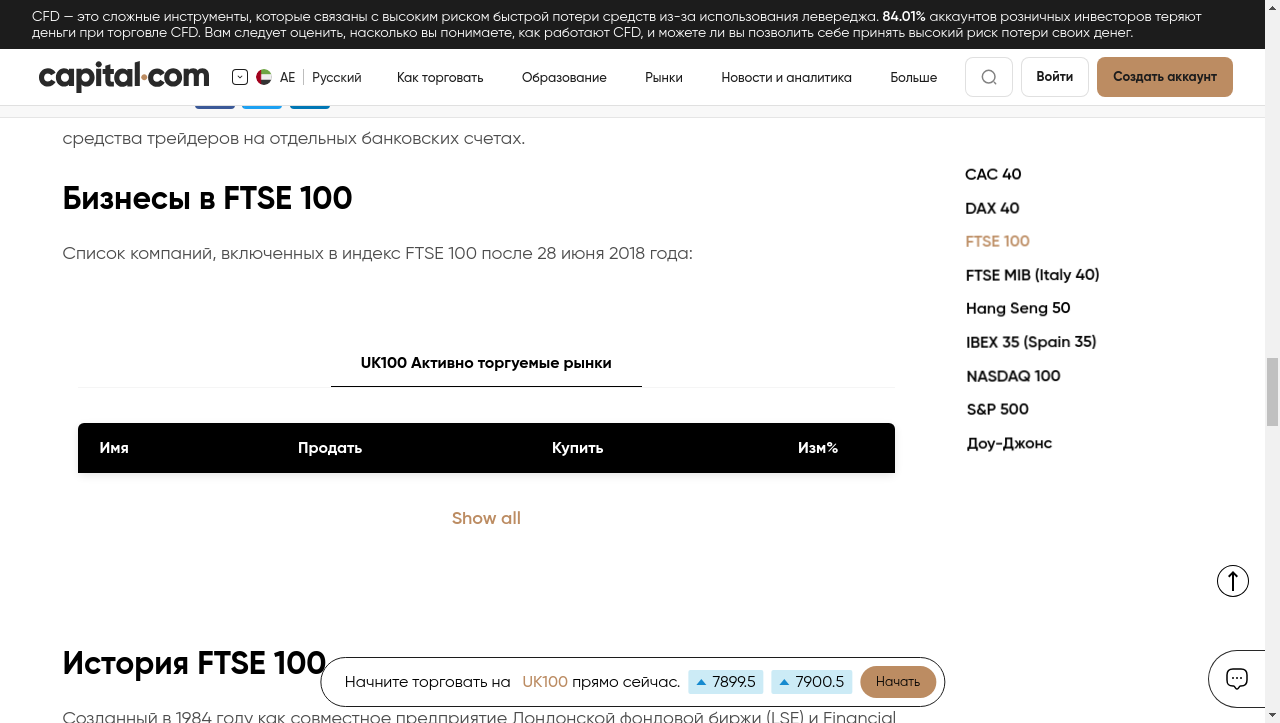 CFD — это сложные инструменты, которые связаны с высоким риском быстрой потери средств из-за использования левереджа. 84.01% аккаунтов розничных инвесторов теряют
деньги при торговле CFD. Вам следует оценить, насколько вы понимаете, как работают CFD, и можете ли вы позволить себе принять высокий риск потери своих денег.
capital.com AE Русский Как торговать Образование Рынки Новости и аналитика Больше Войти Создать аккаунт
средства трейдеров на отдельных банковских счетах.
Бизнесы в FTSE 100
Список компаний, включенных в индекс FTSE 100 после 28 июня 2018 года:
UK100 Активно торгуемые рынки
Имя Продать Купить Изм%
Show all
CAC 40
DAX 40
FTSE 100
FTSE MIB (Italy 40)
Hang Seng 50
IBEX 35 (Spain 35)
NASDAQ 100
S&P 500
Доу-Джонс
История FTSE 100
Начните торговать на UK100 прямо сейчас. 7899.5 7900.5 Начать
Созданный в 1984 году как совместное предприятие Лондонской фондовой биржи (LSE) и Financial